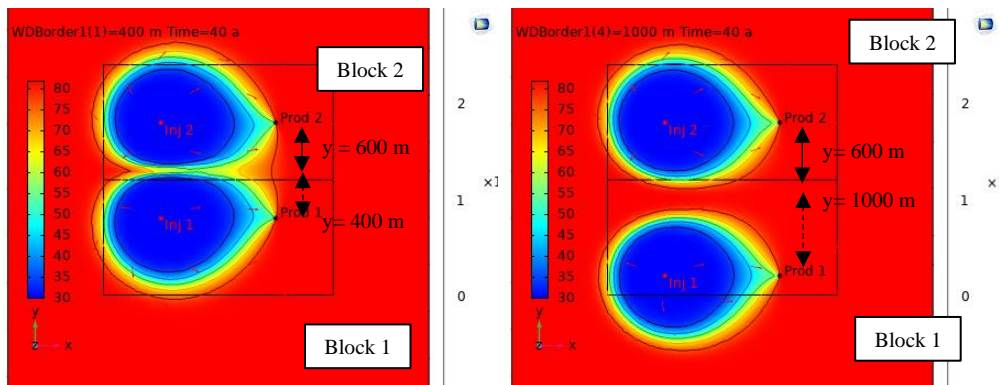 WDBorder1(1)=400 m Time=40 a
Block 2
80
75
70
65
60
55
50
45
40
35
30
Inj 2
Prod 2
y = 600 m
Inj 1
Prod 1
y= 400 m
y
z
x
Block 1
2
×1
1
0
WDBorder1(4)=1000 m Time=40 a
Block 2
80
75
70
65
60
55
50
45
40
35
30
Inj 2
Prod 2
y= 600 m
y= 1000 m
Inj 1
Prod 1
y
z
x
Block 1
2
×
1
0